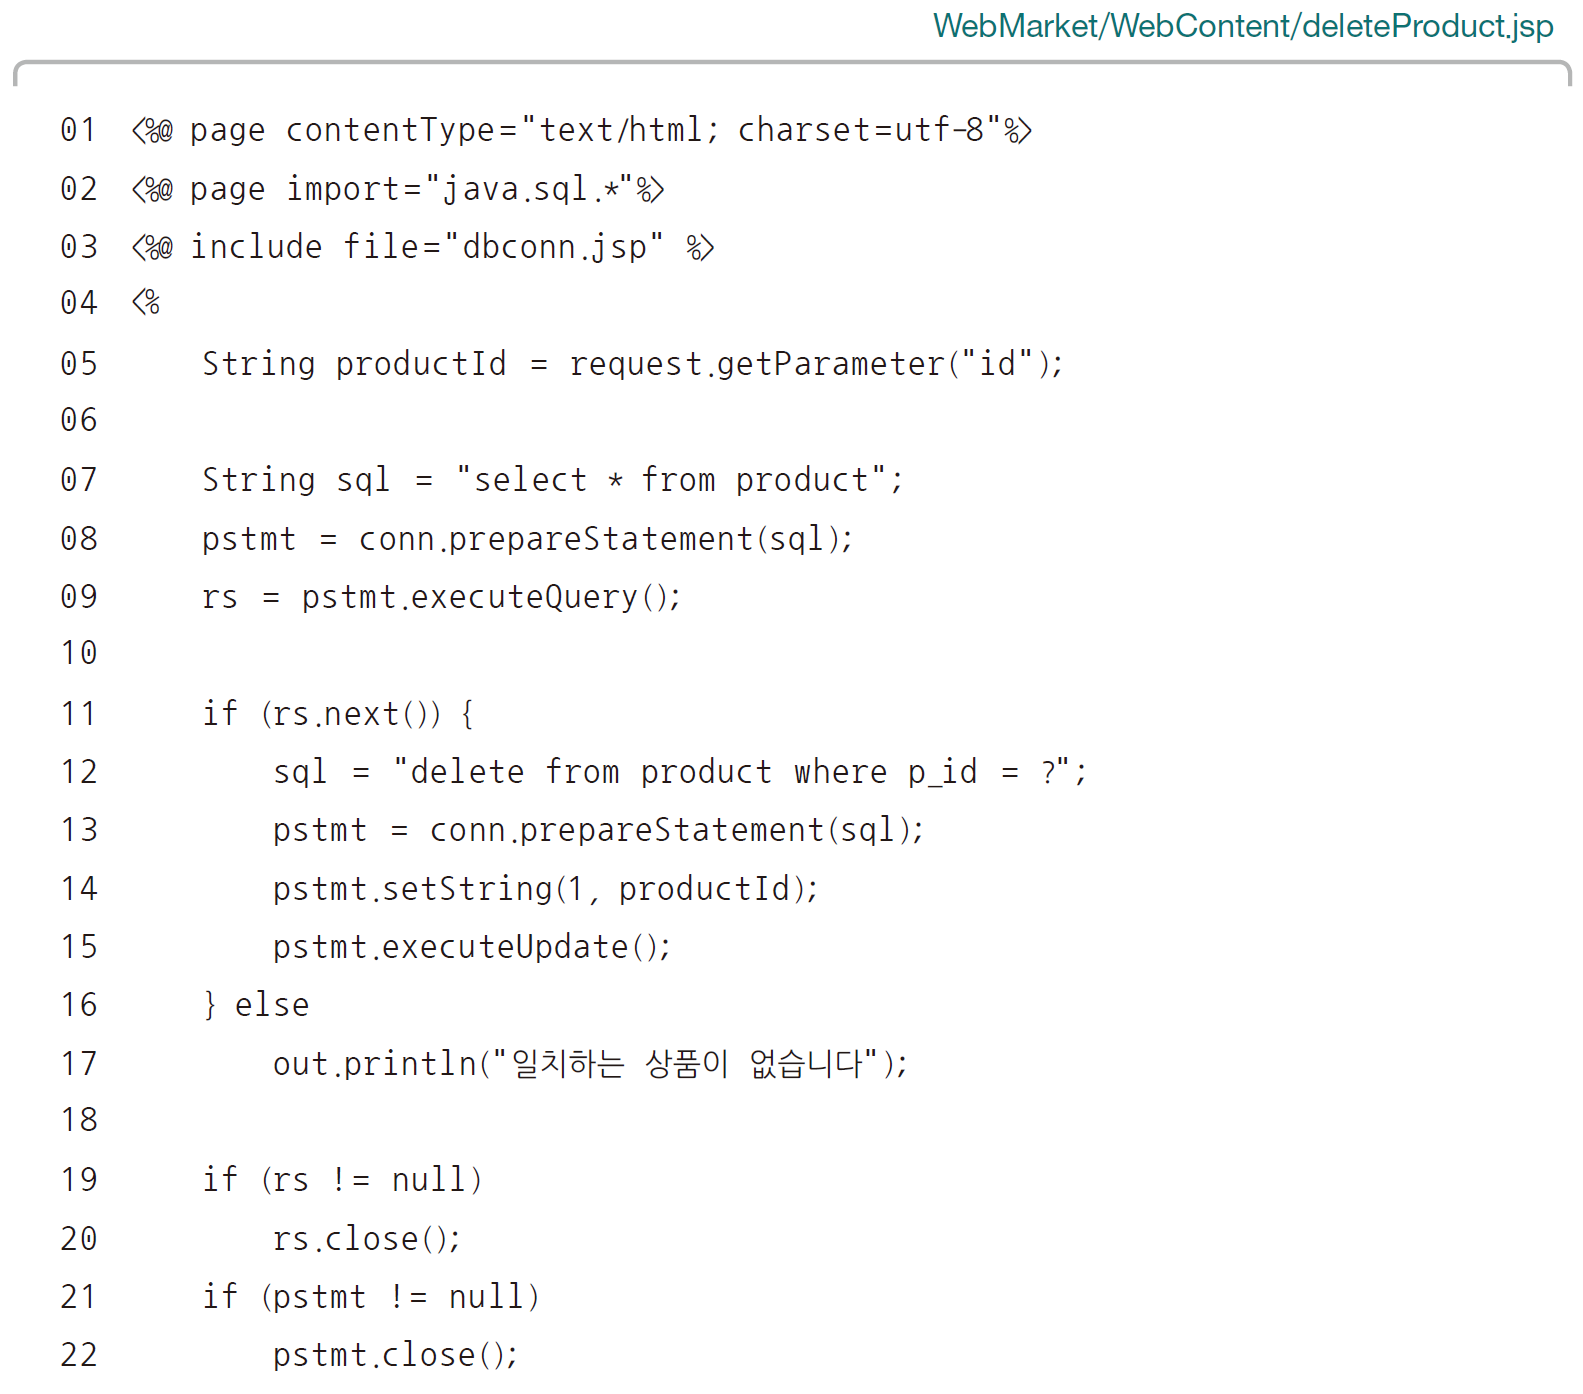 WebMarket/WebContent/deleteProduct.jsp
01 <%@ page contentType="text/html; charset=utf-8"%>
02 <%@ page import="java.sql.*"%>
03 <%@ include file="dbconn.jsp" %>
04 <%
05     String productId = request.getParameter("id");
06
07     String sql = "select * from product";
08     pstmt = conn.prepareStatement(sql);
09     rs = pstmt.executeQuery();
10
11     if (rs.next()) {
12         sql = "delete from product where p_id = ?";
13         pstmt = conn.prepareStatement(sql);
14         pstmt.setString(1, productId);
15         pstmt.executeUpdate();
16     } else
17         out.println("일치하는 상품이 없습니다");
18
19     if (rs != null)
20         rs.close();
21     if (pstmt != null)
22         pstmt.close();